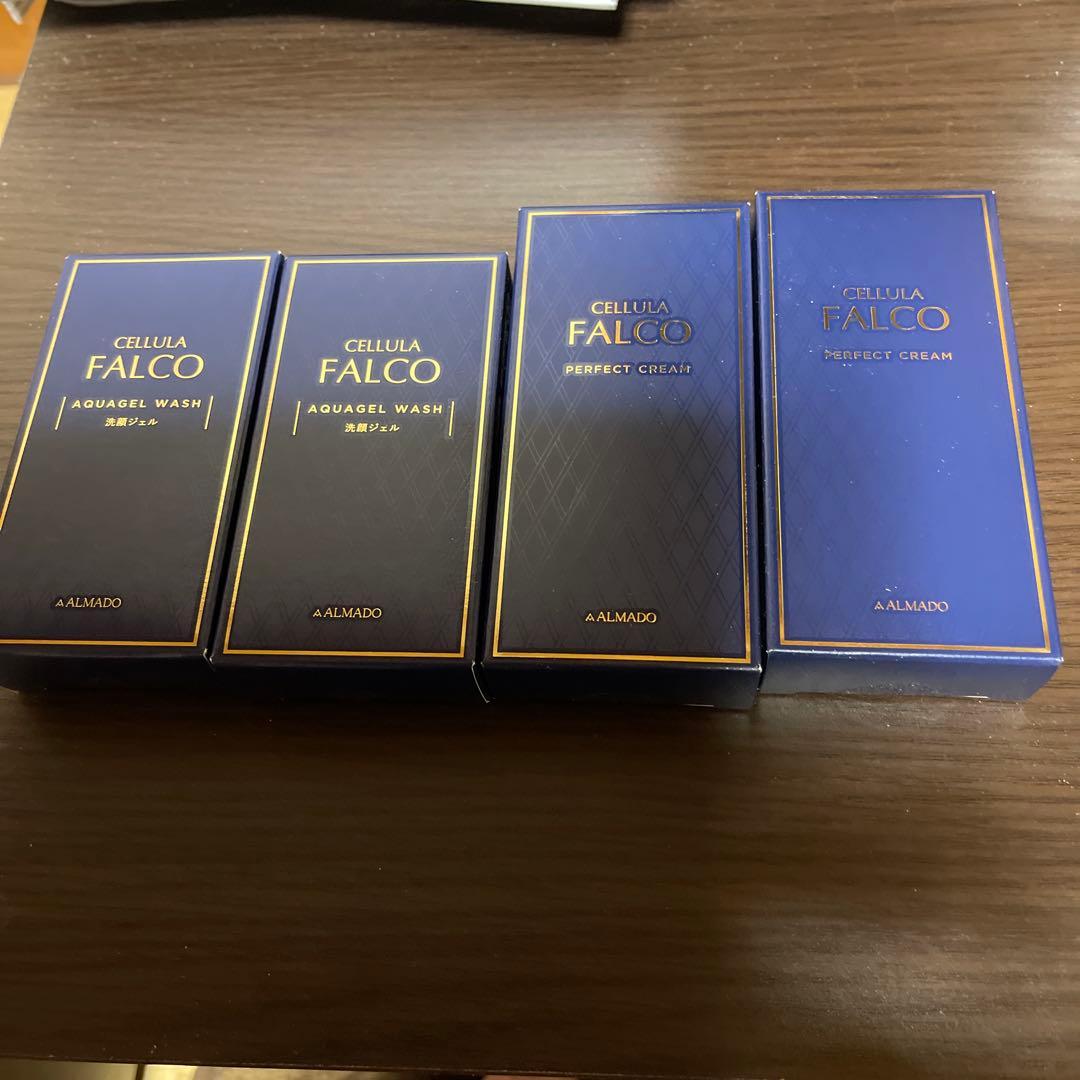 CELLULA
FALCO
AQUAGEL WASH
洗顔ジェル
ALMADO
CELLULA
FALCO
AQUAGEL WASH
洗顔ジェル
ALMADO
CELLULA
FALCO
PERFECT CREAM
ALMADO
CELLULA
FALCO
PERFECT CREAM
ALMADO